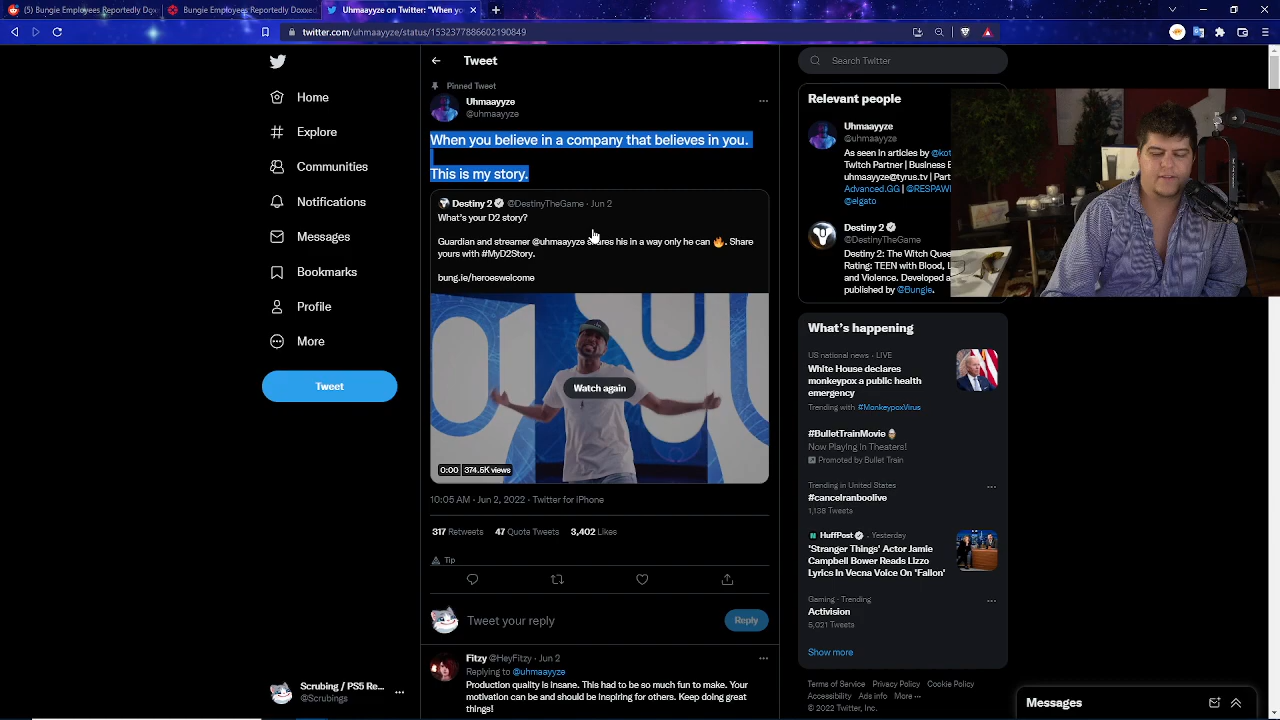 (5) Bungie Employees Reportedly Dox
Bungie Employees Reportedly Doxxed
Uhmaayyze on Twitter: "When yo
twitter.com/uhmaayyze/status/1532377886602190849
Home
Explore
Communities
Notifications
Messages
Bookmarks
Profile
More
Tweet
Scrubing / PS5 Re...
@Scrubings
Tweet
Pinned Tweet
Uhmaayyze
@uhmaayyze
When you believe in a company that believes in you.
This is my story.
Destiny 2 @DestinyTheGame · Jun 2
What's your D2 story?
Guardian and streamer @uhmaayyze shares his in a way only he can 🔥. Share
yours with #MyD2Story.
bung.ie/heroeswelcome
Watch again
0:00 374.5K views
10:05 AM · Jun 2, 2022 · Twitter for iPhone
317 Retweets 47 Quote Tweets 3,402 Likes
Tip
Tweet your reply
Reply
Fitzy @HeyFitzy · Jun 2
Replying to @uhmaayyze
Production quality is insane. This had to be so much fun to make. Your
motivation can be and should be inspiring for others. Keep doing great
things!
Search Twitter
Relevant people
Uhmaayyze
@uhmaayyze
As seen in articles by @kot
Twitch Partner | Business E
uhmaayyze@tyrus.tv | Part
Advanced.GG | @RESPAW
@elgato
Destiny 2
@DestinyTheGame
Destiny 2: The Witch Quee
Rating: TEEN with Blood, L
and Violence. Developed a
published by @Bungie.
What's happening
US national news · LIVE
White House declares
monkeypox a public health
emergency
Trending with #MonkeypoxVirus
#BulletTrainMovie
Now Playing In Theaters!
Promoted by Bullet Train
Trending in United States
#cancelranboolive
1,138 Tweets
HuffPost · Yesterday
'Stranger Things' Actor Jamie
Campbell Bower Reads Lizzo
Lyrics In Vecna Voice On 'Fallon'
Gaming · Trending
Activision
5,021 Tweets
Show more
Terms of Service Privacy Policy Cookie Policy
Accessibility Ads info More ···
© 2022 Twitter, Inc.
Messages